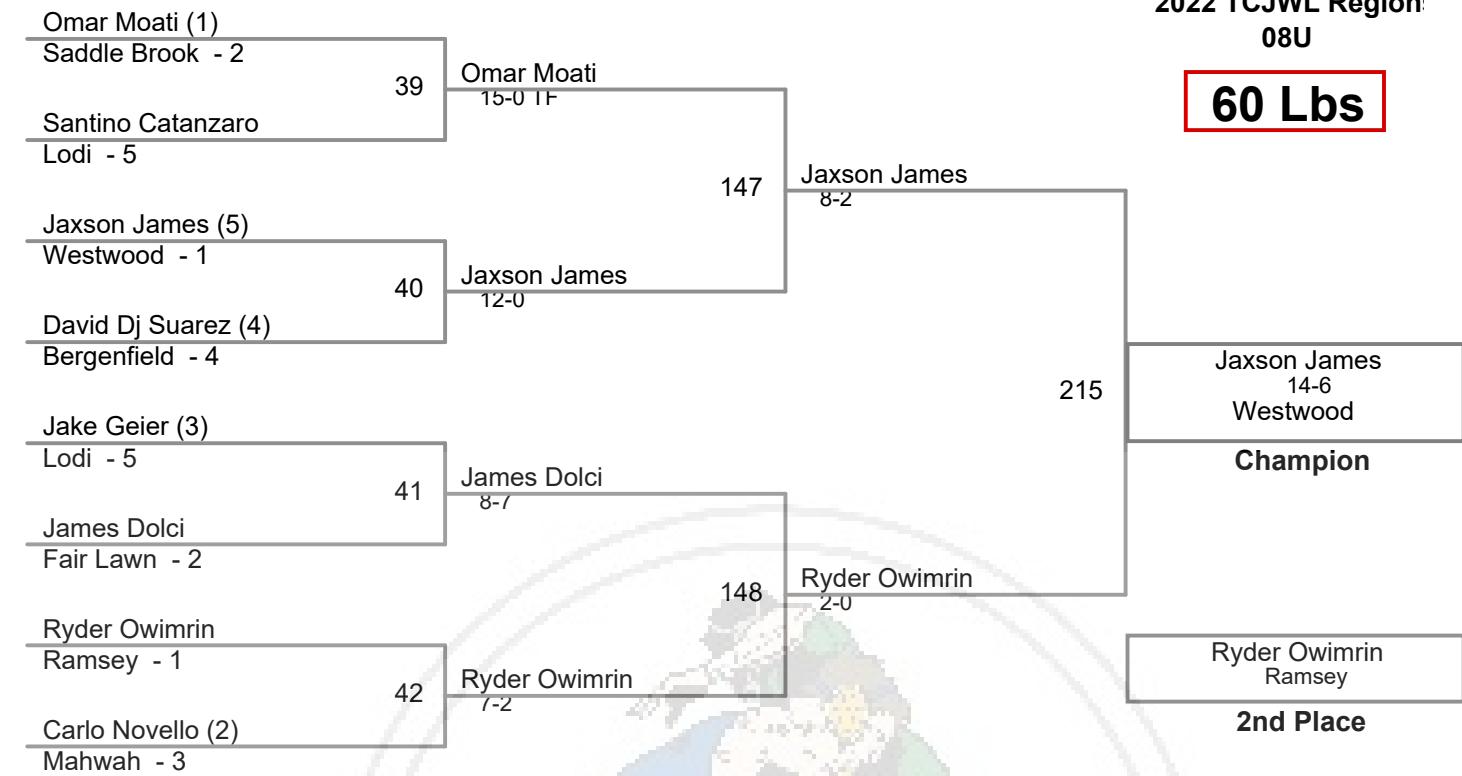 2022 TCJWL Region
08U
60 Lbs
Omar Moati (1)
Saddle Brook - 2
39
Santino Catanzaro
Lodi - 5
Omar Moati
15-0 TF
Jaxson James (5)
Westwood - 1
40
David Dj Suarez (4)
Bergenfield - 4
Jaxson James
12-0
147
Jaxson James
8-2
Jake Geier (3)
Lodi - 5
41
James Dolci
Fair Lawn - 2
James Dolci
8-7
Ryder Owimrin
Ramsey - 1
42
Carlo Novello (2)
Mahwah - 3
Ryder Owimrin
7-2
148
Ryder Owimrin
2-0
215
Jaxson James
14-6
Westwood
Champion
Ryder Owimrin
Ramsey
2nd Place